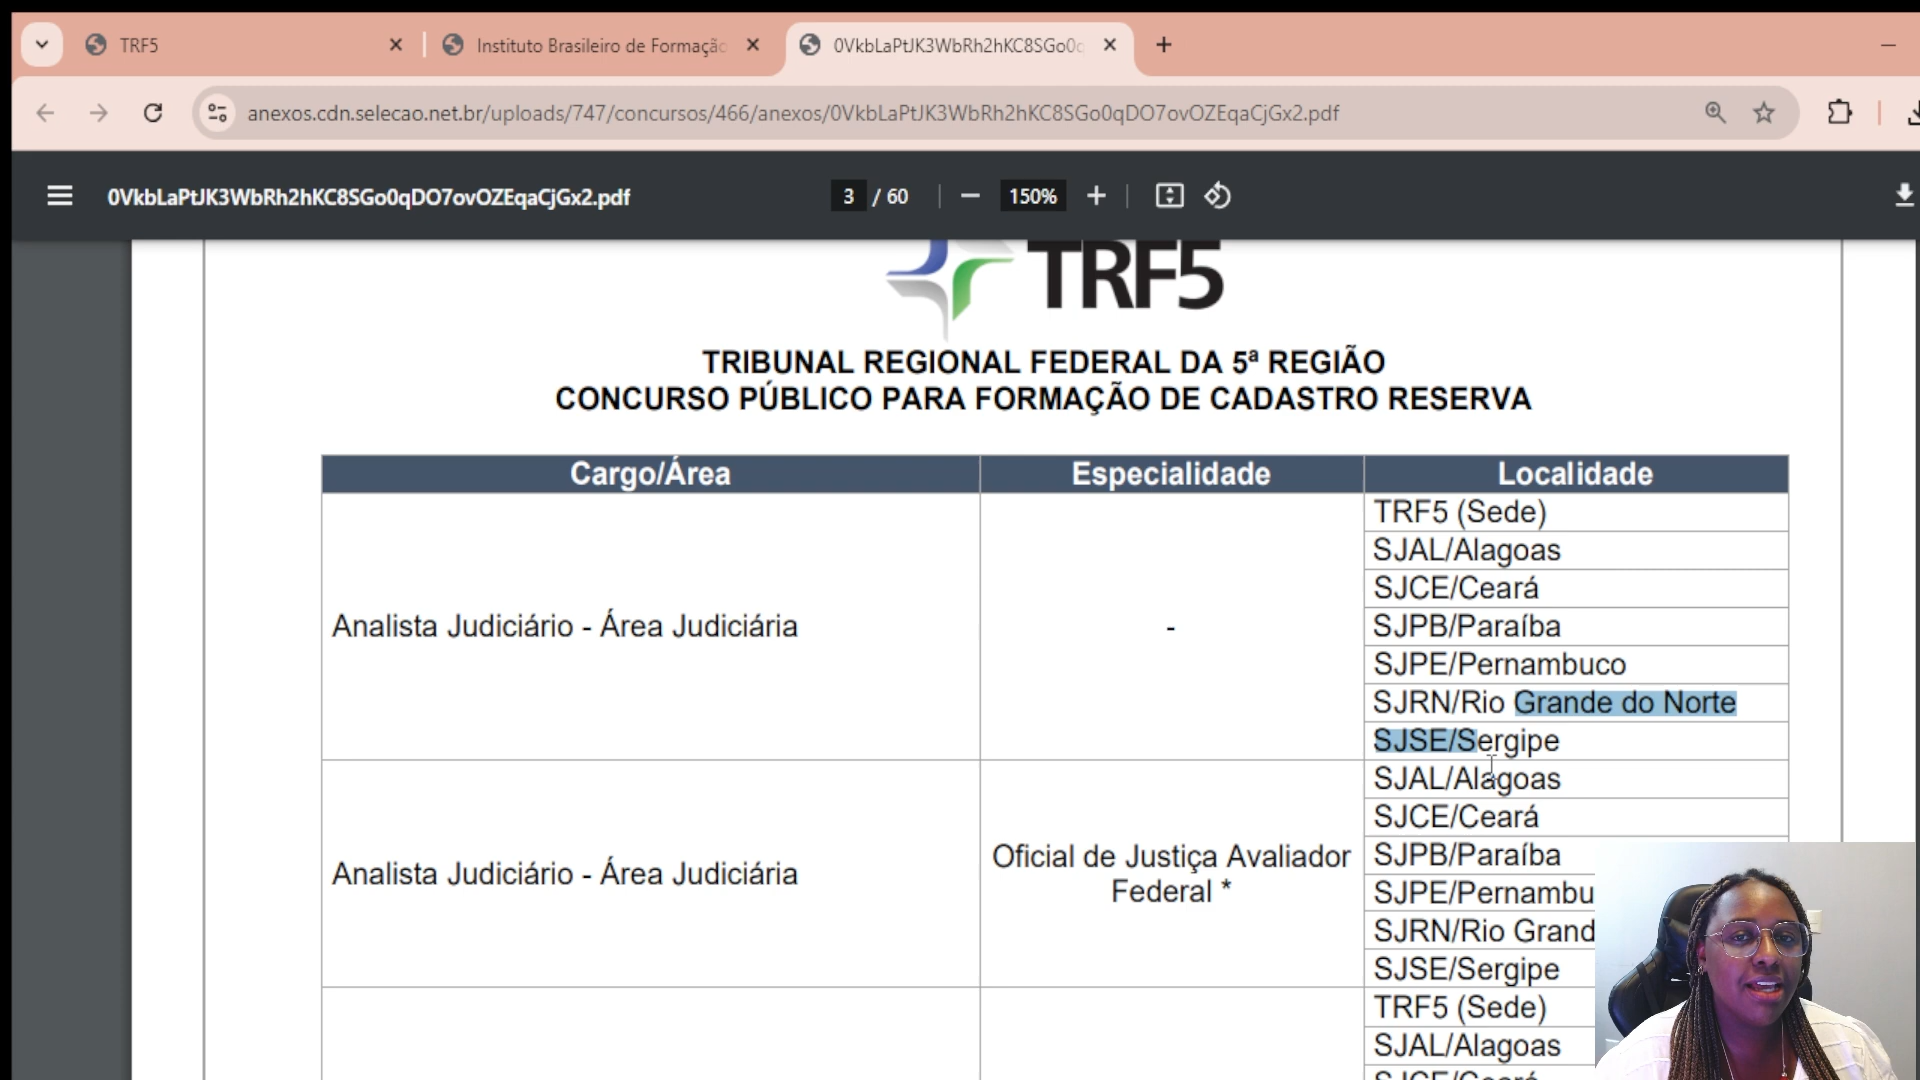 TRF5
Instituto Brasileiro de Formação
0VkbLaPtJK3WbRh2hKC8SGo0q
anexos.cdn.selecao.net.br/uploads/747/concursos/466/anexos/0VkbLaPtJK3WbRh2hKC8SGo0qDO7ovOZEqaCjGx2.pdf
0VkbLaPtJK3WbRh2hKC8SGo0qDO7ovOZEqaCjGx2.pdf
3 / 60
150%
TRF5
TRIBUNAL REGIONAL FEDERAL DA 5ª REGIÃO
CONCURSO PÚBLICO PARA FORMAÇÃO DE CADASTRO RESERVA
Cargo/Área Especialidade Localidade
TRF5 (Sede)
SJAL/Alagoas
SJCE/Ceará
Analista Judiciário - Área Judiciária - SJPB/Paraíba
SJPE/Pernambuco
SJRN/Rio Grande do Norte
SJSE/Sergipe
SJAL/Alagoas
SJCE/Ceará
Analista Judiciário - Área Judiciária
Oficial de Justiça Avaliador
Federal *
SJPB/Paraíba
SJPE/Pernambu
SJRN/Rio Grand
SJSE/Sergipe
TRF5 (Sede)
SJAL/Alagoas
SJCE/Ceará